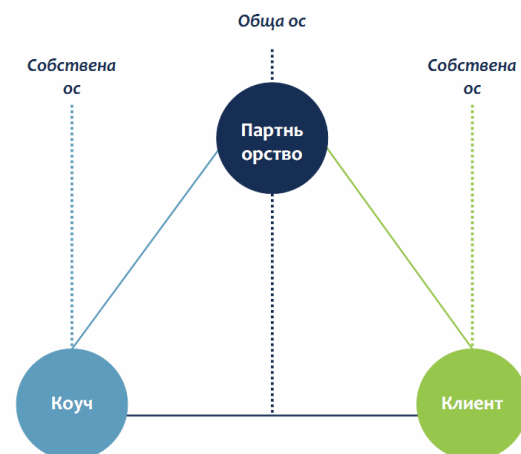 Обща ос
Собствена
ос
Собствена
ос
Партнь
орство
Коуч
Клиент